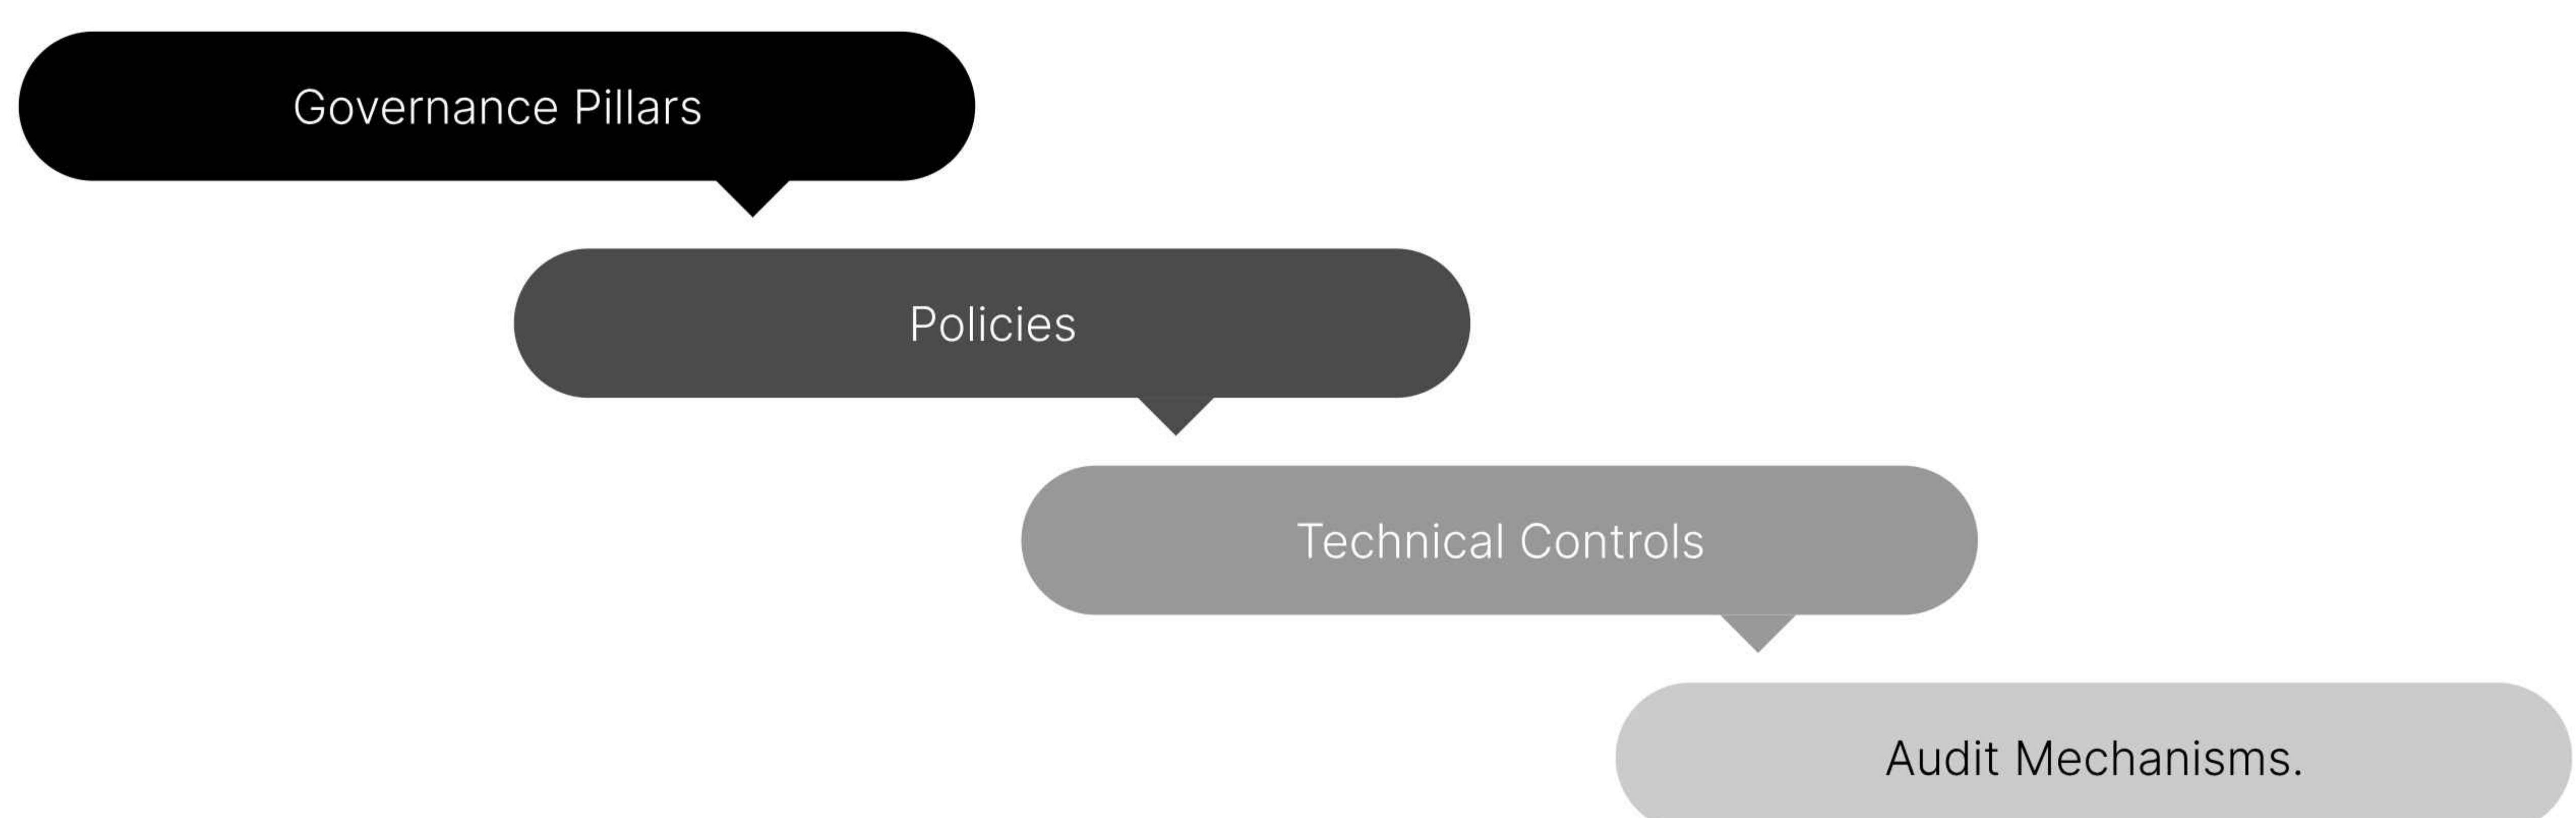 Governance Pillars
Policies
Technical Controls
Audit Mechanisms.